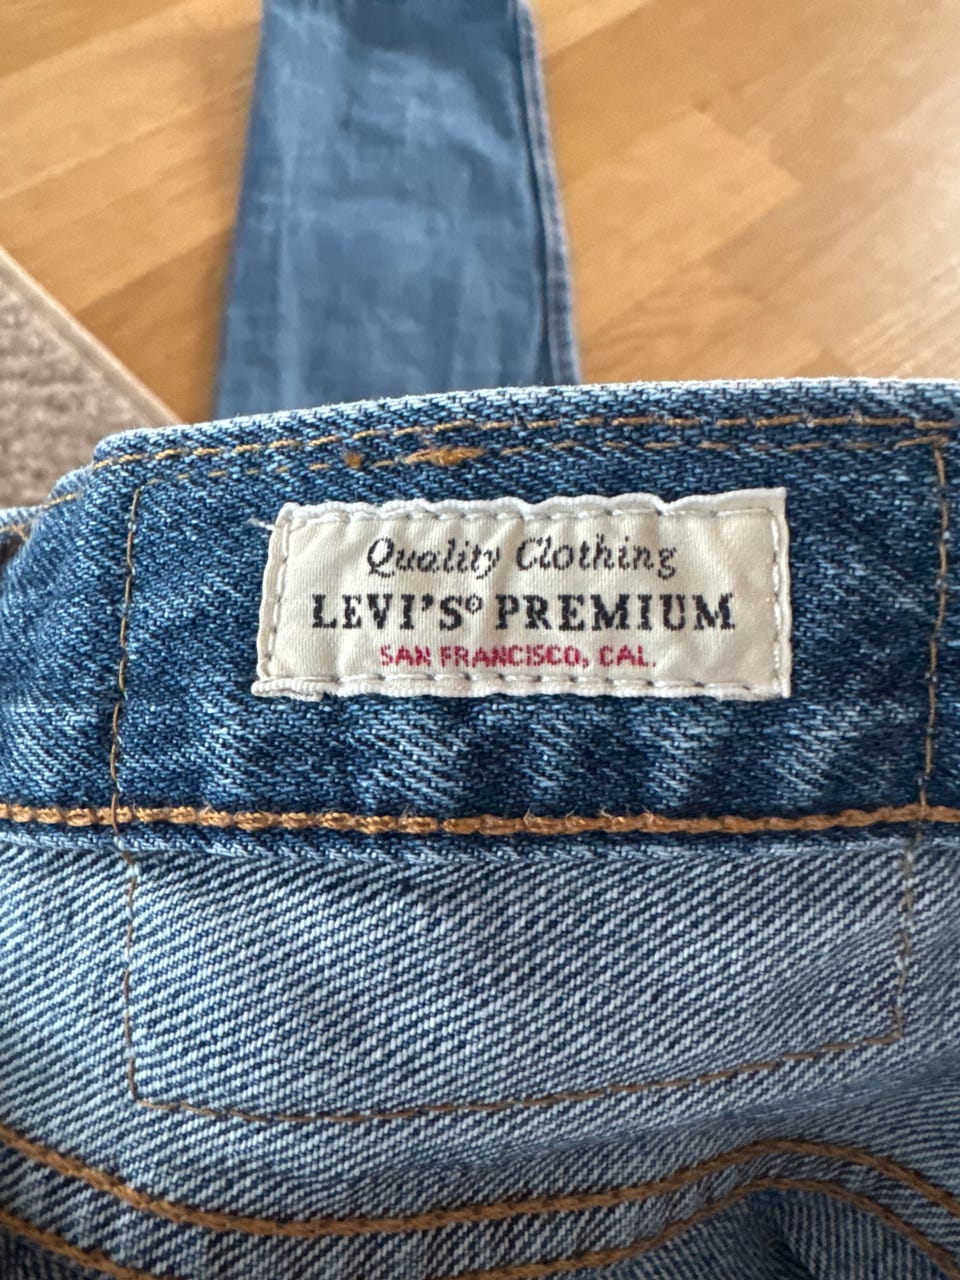 Quality Clothing
LEVI'S® PREMIUM
SAN FRANCISCO, CAL.